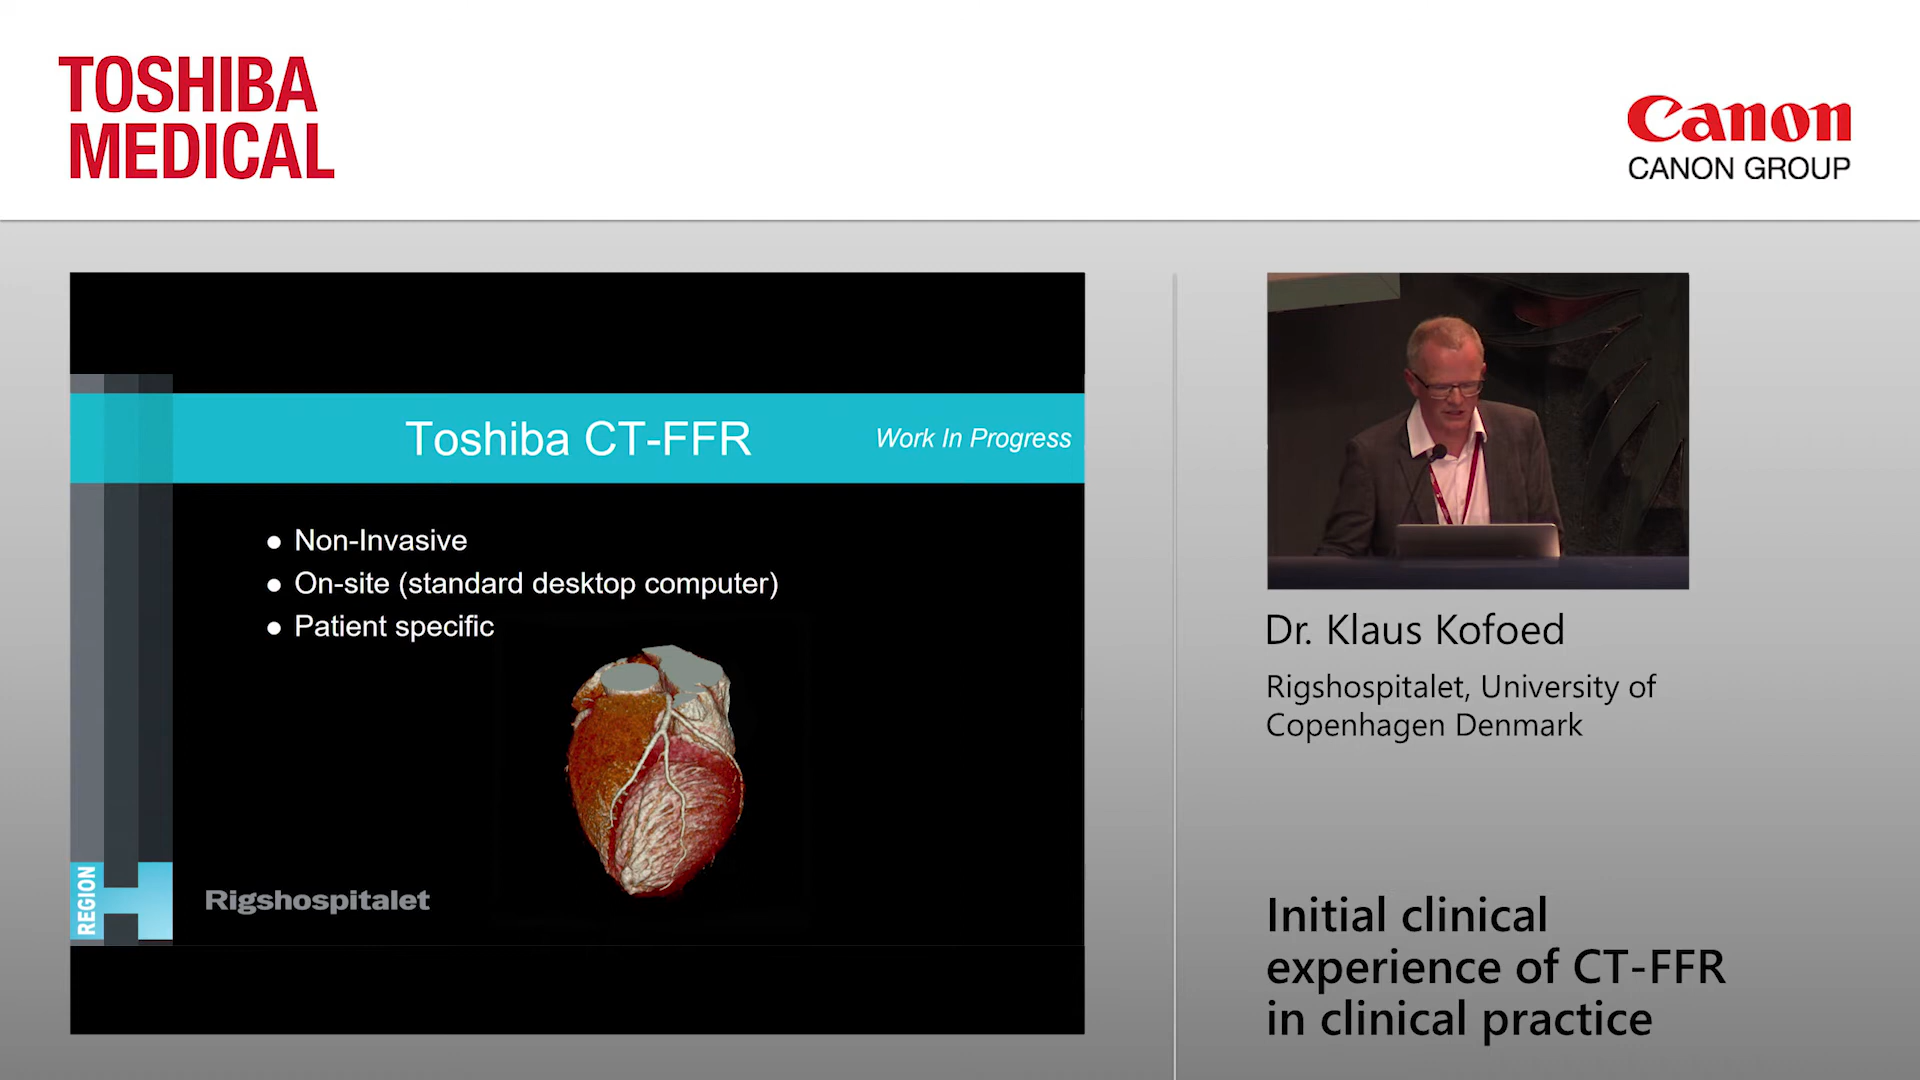 TOSHIBA
MEDICAL
Canon
CANON GROUP
Toshiba CT-FFR
Work In Progress
● Non-Invasive
● On-site (standard desktop computer)
● Patient specific
REGION
H
Rigshospitalet
Dr. Klaus Kofoed
Rigshospitalet, University of
Copenhagen Denmark
Initial clinical
experience of CT-FFR
in clinical practice